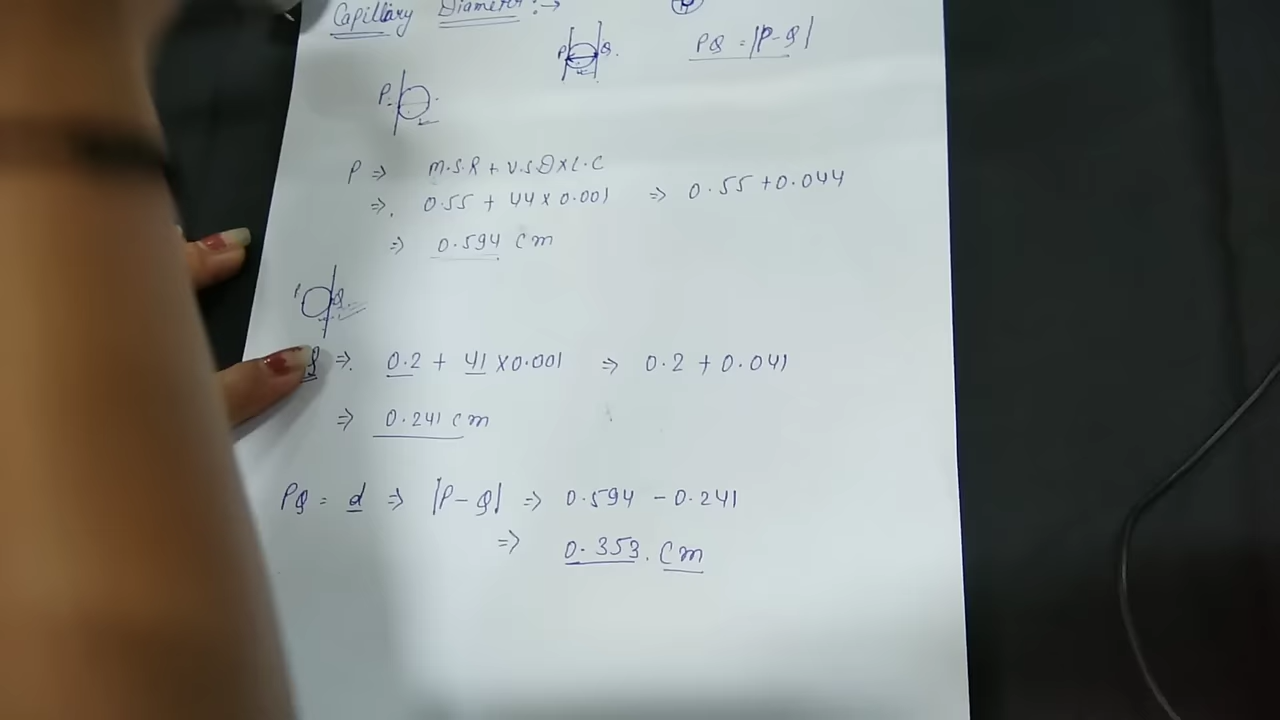 Capillary Diameter :→
P Q
PQ = |P-Q|
P
P ⇒ M.S.R + V.S.D X L.C
⇒ 0.55 + 44 X 0.001 ⇒ 0.55 + 0.044
⇒ 0.594 cm
P Q
Q ⇒ 0.2 + 41 X 0.001 ⇒ 0.2 + 0.041
⇒ 0.241 cm
PQ = d ⇒ |P-Q| ⇒ 0.594 - 0.241
⇒ 0.353. cm